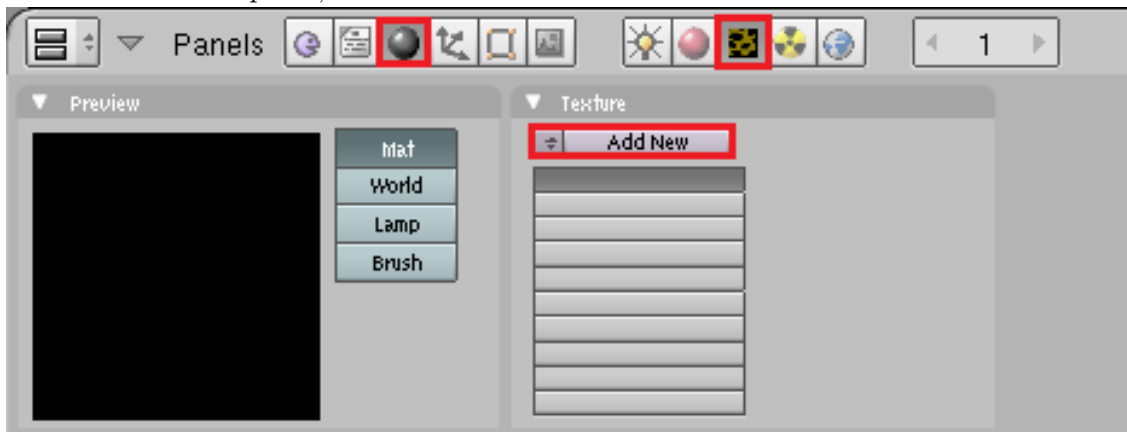 Panels 1
Preview
Texture
Mat
Add New
World
Lamp
Brush